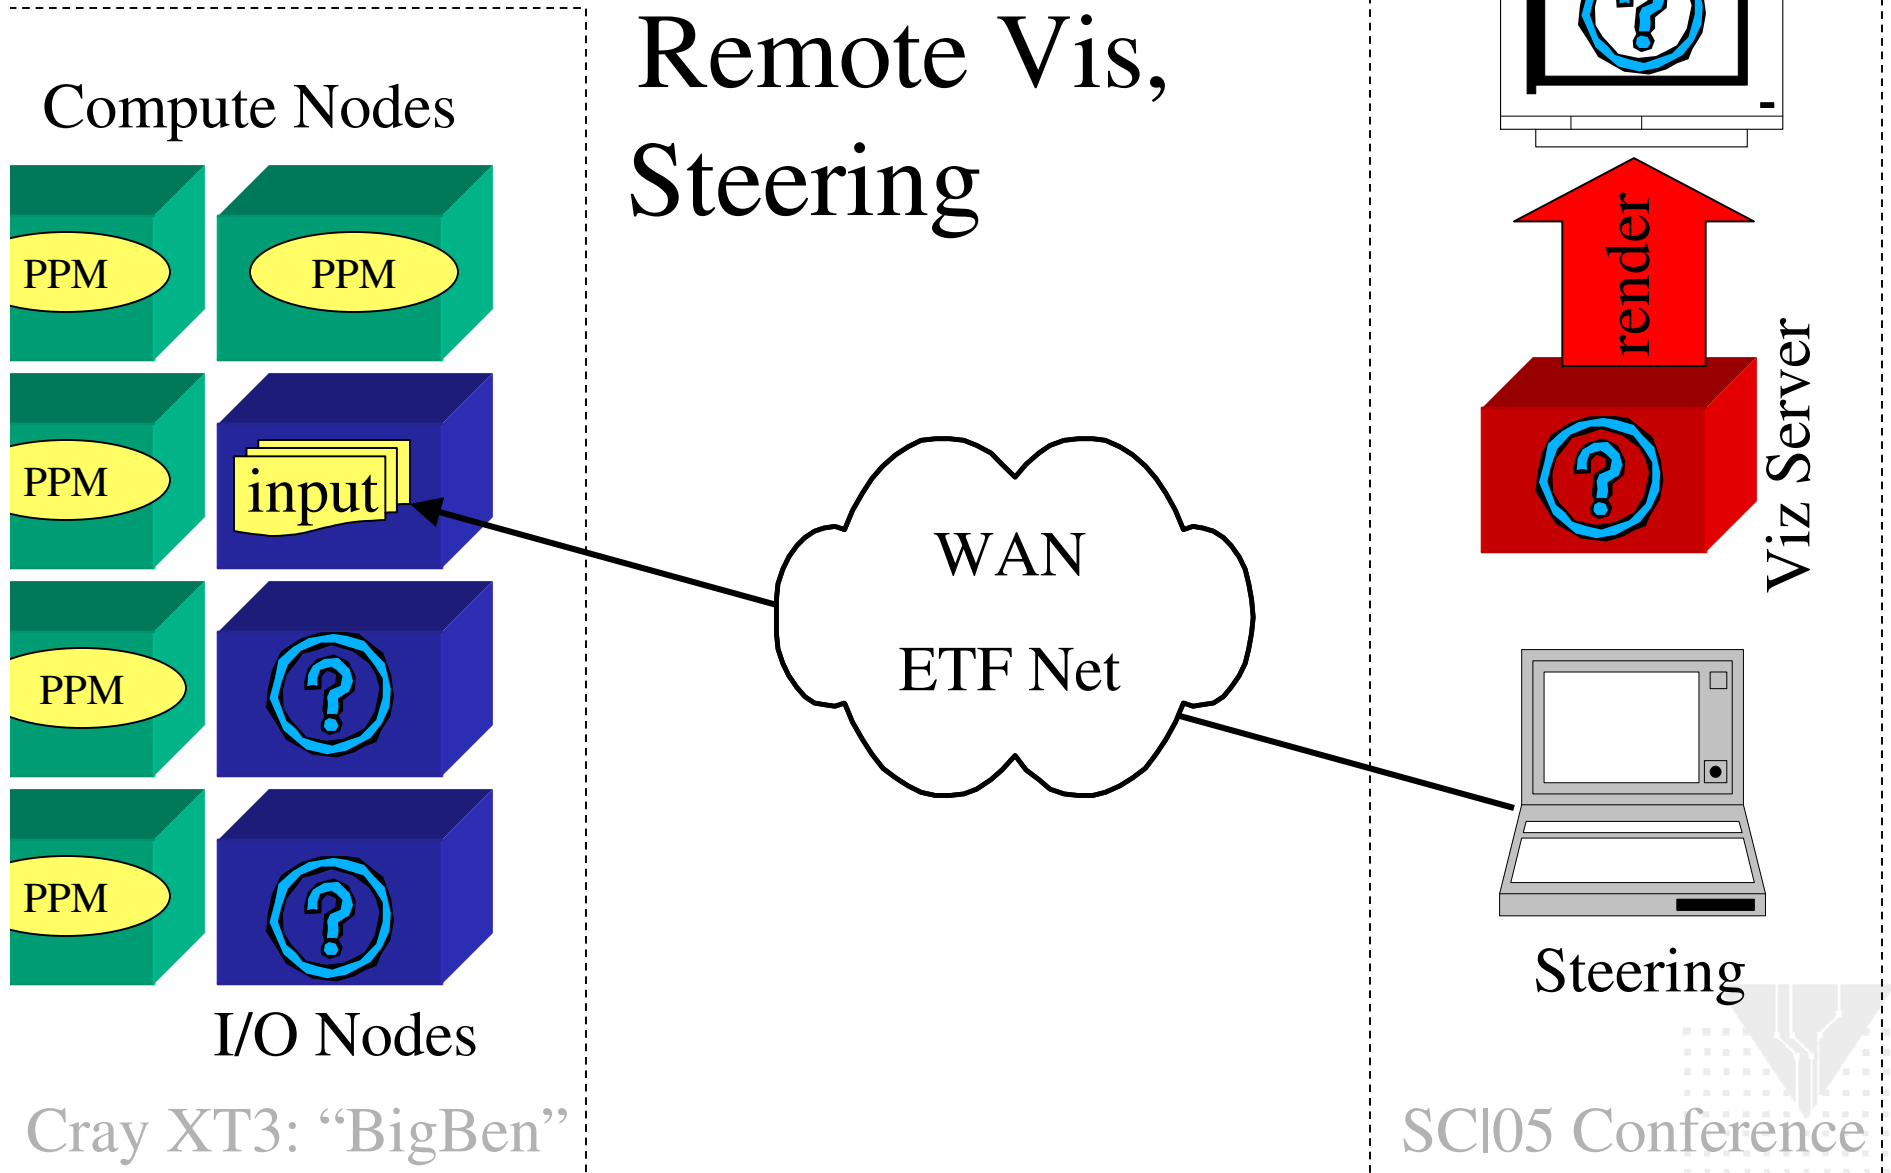 Remote Vis,
Steering
Compute Nodes
PPM
PPM
PPM
input
PPM
PPM
I/O Nodes
Cray XT3: “BigBen”
WAN
ETF Net
?
render
?
Viz Server
?
?
Steering
SC|05 Conference